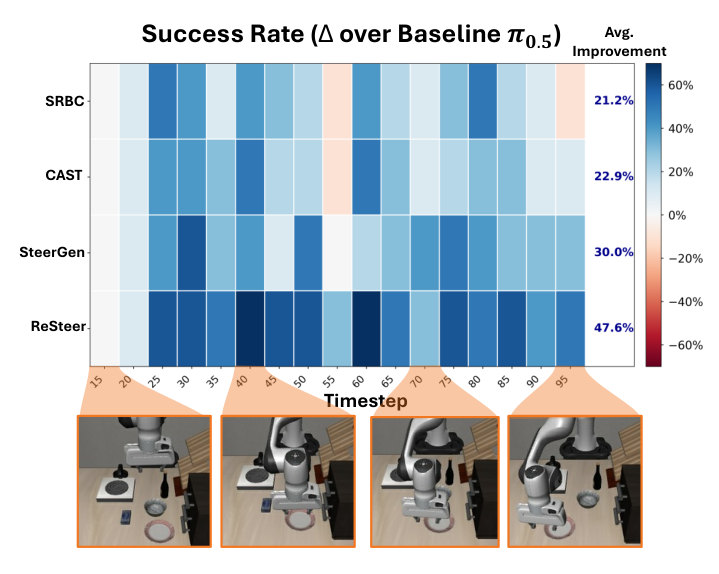 Success Rate (Δ over Baseline π₀.₅)
Avg.
Improvement
SRBC
21.2%
CAST
22.9%
SteerGen
30.0%
ReSteer
47.6%
60%
40%
20%
0%
−20%
−40%
−60%
15 20 25 30 35 40 45 50 55 60 65 70 75 80 85 90 95
Timestep